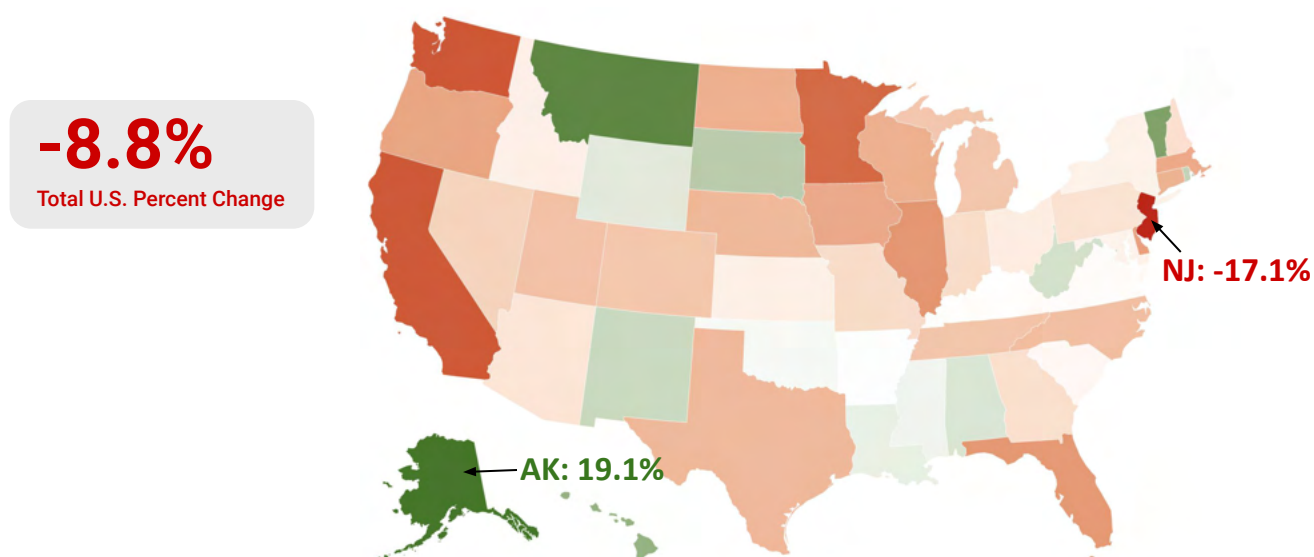 -8.8%
Total U.S. Percent Change
NJ: -17.1%
AK: 19.1%